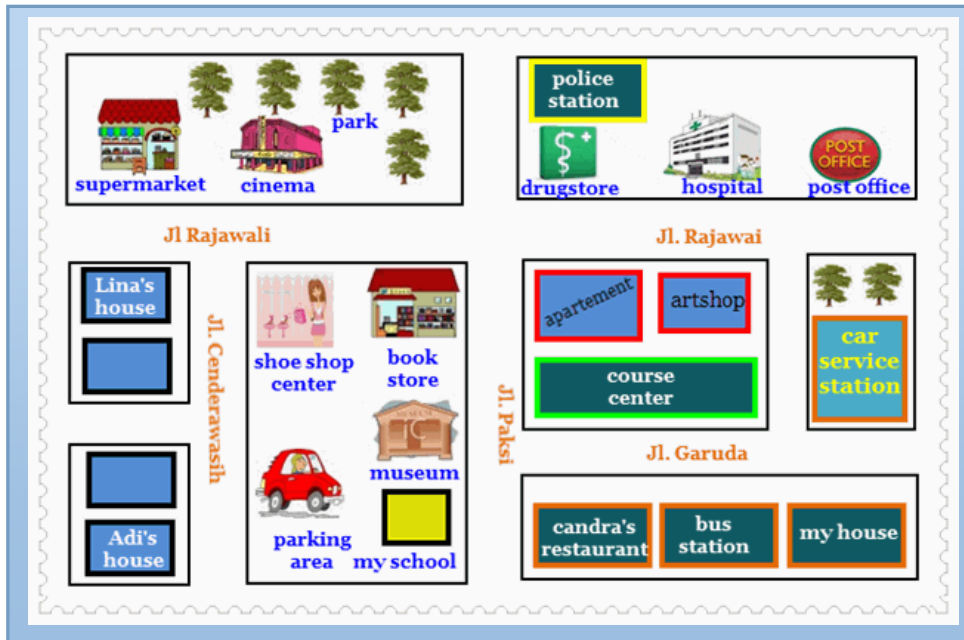 park
supermarket
cinema
police
station
POST
OFFICE
drugstore
hospital
post office
Jl Rajawali
Jl. Rajawai
Lina's
house
Jl. Cenderawasih
shoe shop
center
book
store
MUSEUM
museum
parking
area
my school
Adi's
house
Jl. Paksi
apartement
artshop
course
center
car
service
station
Jl. Garuda
candra's
restaurant
bus
station
my house